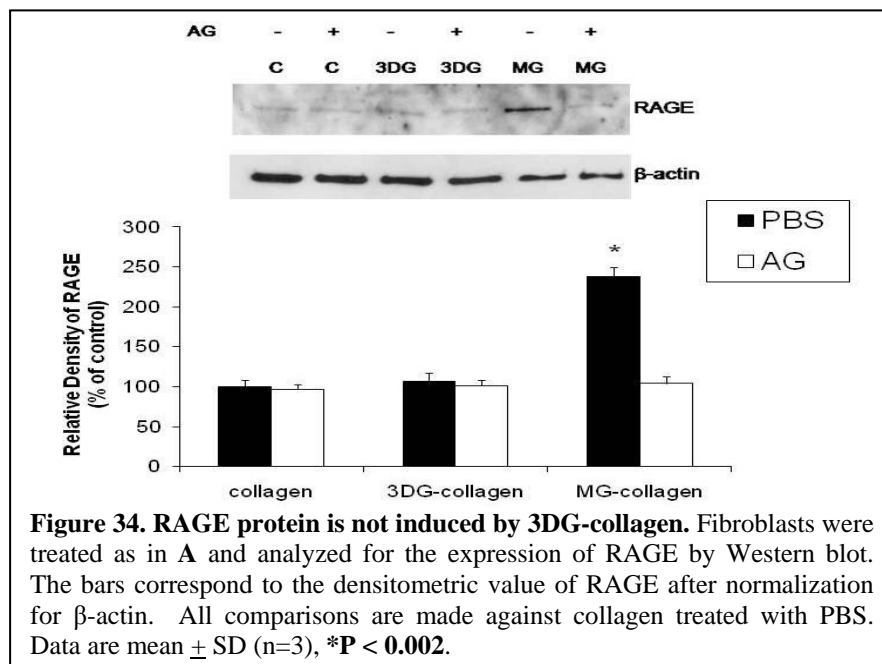 AG - + - + - +
C C 3DG 3DG MG MG
RAGE
β-actin
PBS
AG
Relative Density of RAGE
(% of control)
300
250
200
150
100
50
0
*
collagen 3DG-collagen MG-collagen
Figure 34. RAGE protein is not induced by 3DG-collagen. Fibroblasts were
treated as in A and analyzed for the expression of RAGE by Western blot.
The bars correspond to the densitometric value of RAGE after normalization
for β-actin. All comparisons are made against collagen treated with PBS.
Data are mean ± SD (n=3), *P < 0.002.